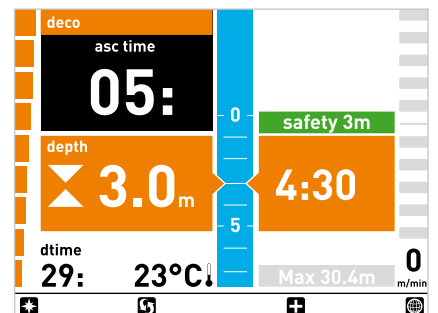 deco
asc time
05:
0
safety 3m
depth
3.0 m
4:30
5
dtime
29:
23°C
Max 30.4m
0
m/min